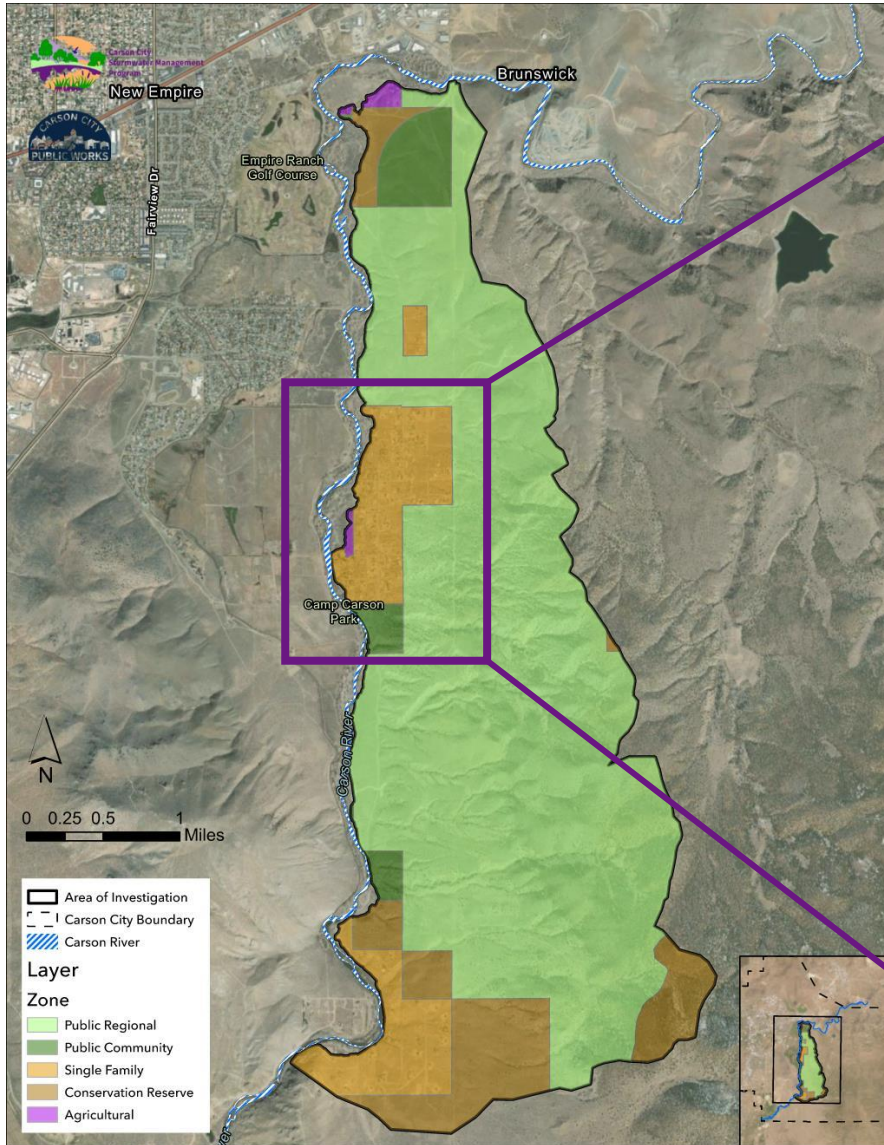 Carson City
Stormwater Management
Program
New Empire
Brunswick
CARSON CITY
PUBLIC WORKS
Empire Ranch
Golf Course
Fairview Dr
Camp Carson
Park
Carson River
N
0 0.25 0.5 1
Miles
Area of Investigation
Carson City Boundary
Carson River
Layer
Zone
Public Regional
Public Community
Single Family
Conservation Reserve
Agricultural